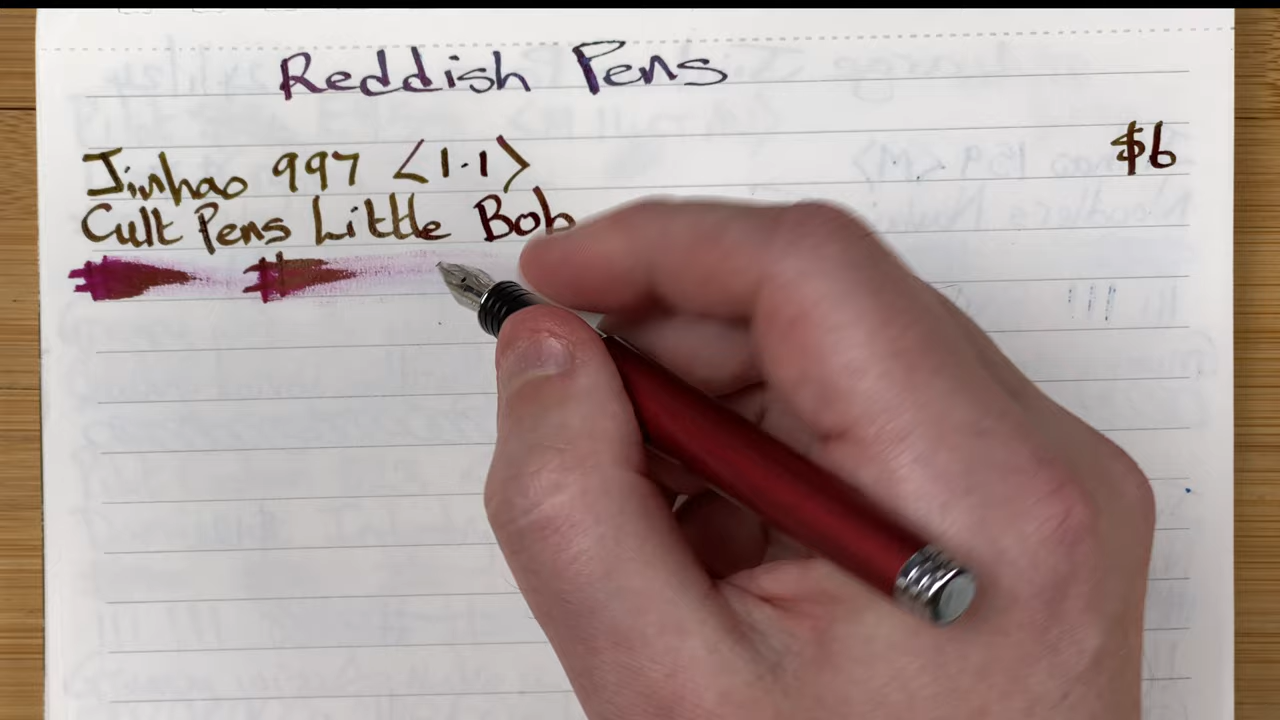 Reddish Pens
Jinhao 997 <1.1> $6
Cult Pens Little Bob